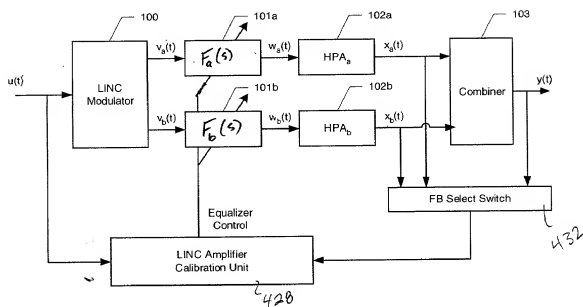 100
101a
102a
103
u(t)
LINC
Modulator
va(t)
Fa(s)
wa(t)
HPAa
xa(t)
Combiner
y(t)
101b
102b
vb(t)
Fb(s)
wb(t)
HPAb
xb(t)
FB Select Switch
432
Equalizer
Control
LINC Amplifier
Calibration Unit
428